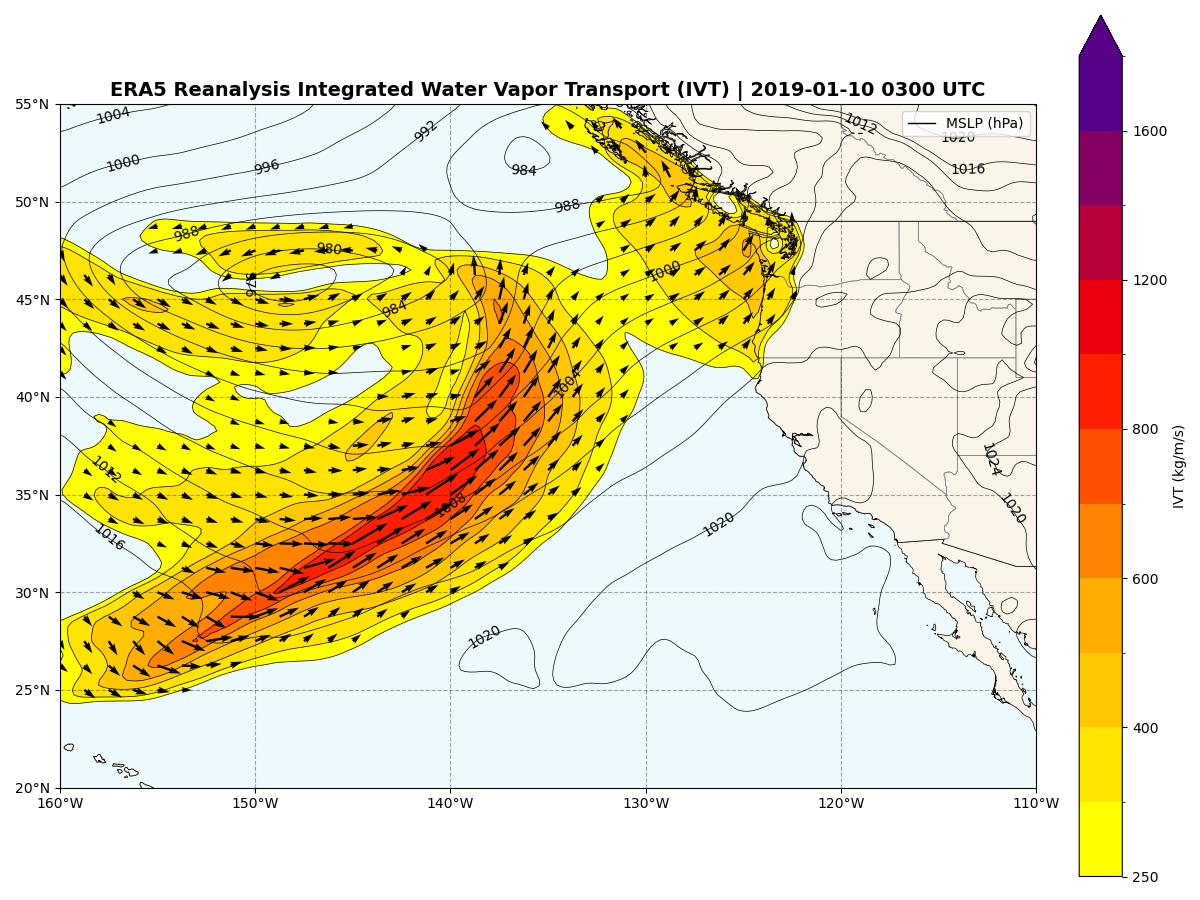 ERA5 Reanalysis Integrated Water Vapor Transport (IVT) | 2019-01-10 0300 UTC
MSLP (hPa)
55°N
50°N
45°N
40°N
35°N
30°N
25°N
20°N
160°W
150°W
140°W
130°W
120°W
110°W
1004
1000
996
992
984
988
988
980
976
984
1000
1004
1008
1012
1016
1020
1020
1012
1020
1016
1024
1020
1600
1200
800
600
400
250
IVT (kg/m/s)